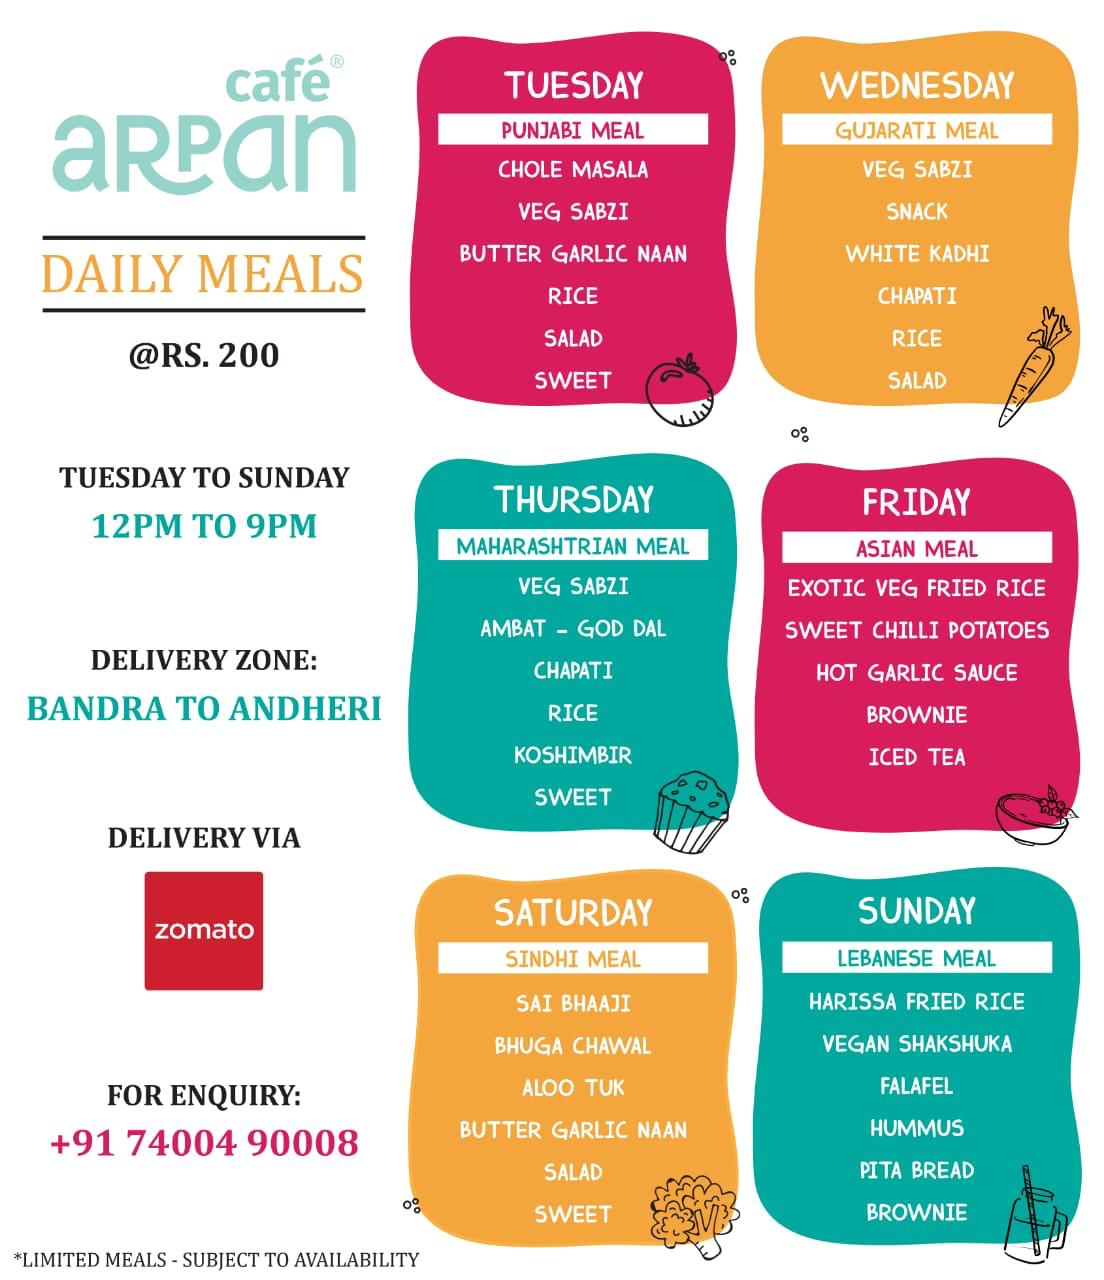 café®
ARPAN
DAILY MEALS
@RS. 200
TUESDAY TO SUNDAY
12PM TO 9PM
DELIVERY ZONE:
BANDRA TO ANDHERI
DELIVERY VIA
zomato
FOR ENQUIRY:
+91 74004 90008
*LIMITED MEALS - SUBJECT TO AVAILABILITY
TUESDAY
PUNJABI MEAL
CHOLE MASALA
VEG SABZI
BUTTER GARLIC NAAN
RICE
SALAD
SWEET
WEDNESDAY
GUJARATI MEAL
VEG SABZI
SNACK
WHITE KADHI
CHAPATI
RICE
SALAD
THURSDAY
MAHARASHTRIAN MEAL
VEG SABZI
AMBAT - GOD DAL
CHAPATI
RICE
KOSHIMBIR
SWEET
FRIDAY
ASIAN MEAL
EXOTIC VEG FRIED RICE
SWEET CHILLI POTATOES
HOT GARLIC SAUCE
BROWNIE
ICED TEA
SATURDAY
SINDHI MEAL
SAI BHAAJI
BHUGA CHAWAL
ALOO TUK
BUTTER GARLIC NAAN
SALAD
SWEET
SUNDAY
LEBANESE MEAL
HARISSA FRIED RICE
VEGAN SHAKSHUKA
FALAFEL
HUMMUS
PITA BREAD
BROWNIE